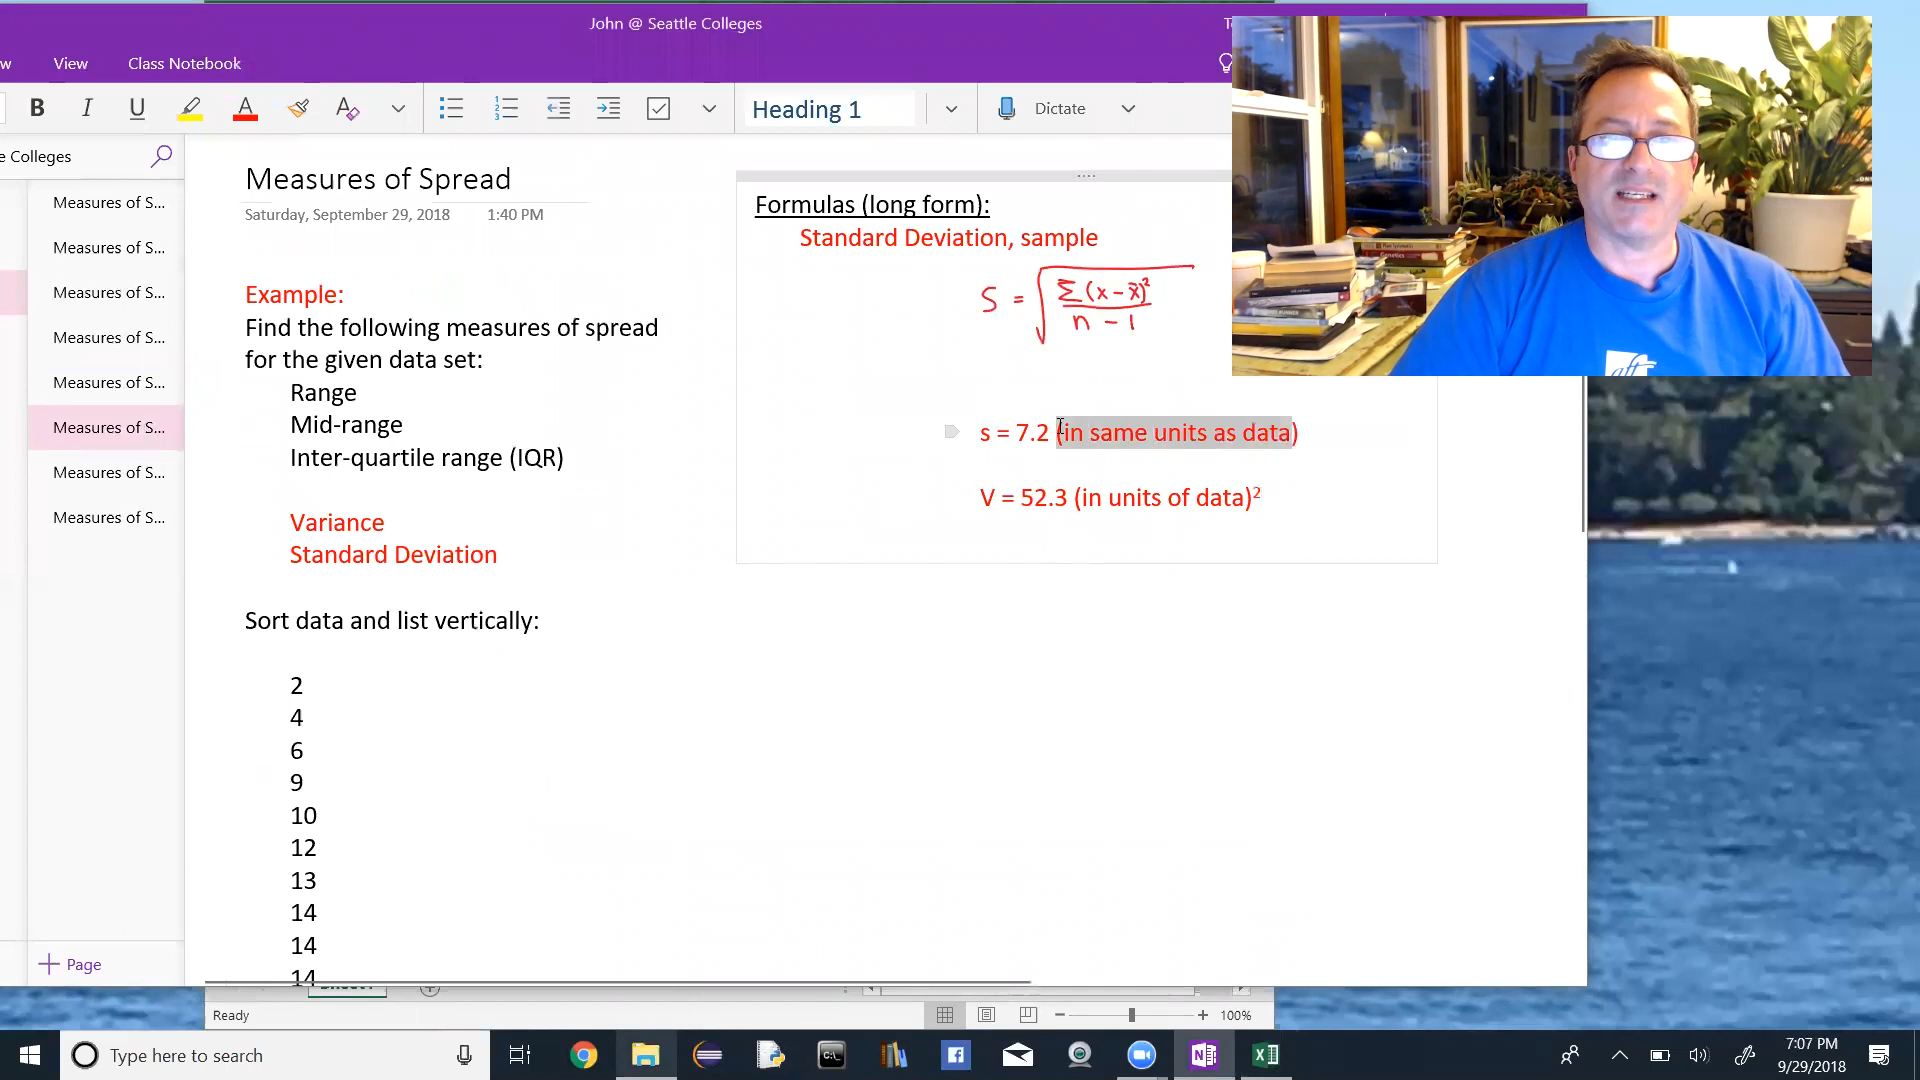 John @ Seattle Colleges
View
Class Notebook
B I U A
Heading 1
Dictate
e Colleges
Measures of S...
Measures of S...
Measures of S...
Measures of S...
Measures of S...
Measures of S...
Measures of S...
Measures of S...
Page
Measures of Spread
Saturday, September 29, 2018 1:40 PM
Example:
Find the following measures of spread
for the given data set:
Range
Mid-range
Inter-quartile range (IQR)
Variance
Standard Deviation
Sort data and list vertically:
2
4
6
9
10
12
13
14
14
14
Formulas (long form):
Standard Deviation, sample
S = √ Σ(x-x̄)²
n - 1
s = 7.2 (in same units as data)
V = 52.3 (in units of data)²
aft
Ready
100%
Type here to search
7:07 PM
9/29/2018